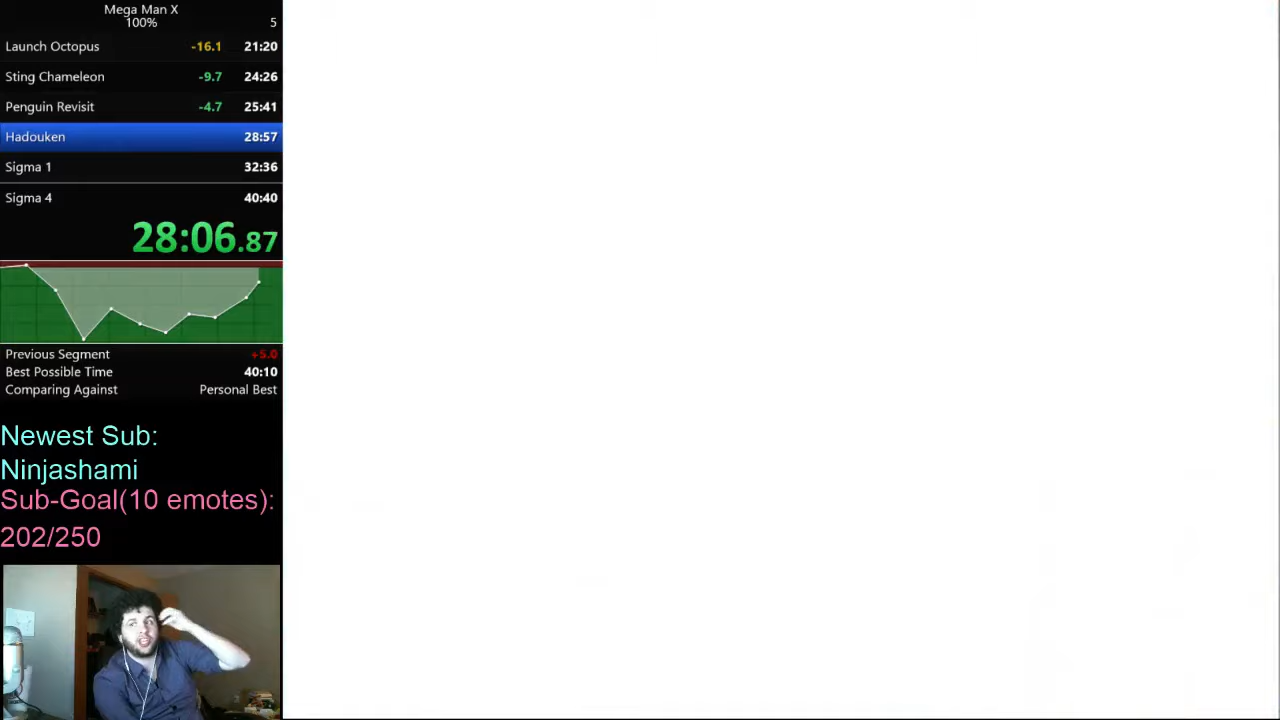 Mega Man X
100% 5
Launch Octopus -16.1 21:20
Sting Chameleon -9.7 24:26
Penguin Revisit -4.7 25:41
Hadouken 28:57
Sigma 1 32:36
Sigma 4 40:40
28:06.87
Previous Segment +5.0
Best Possible Time 40:10
Comparing Against Personal Best
Newest Sub:
Ninjashami
Sub-Goal(10 emotes):
202/250